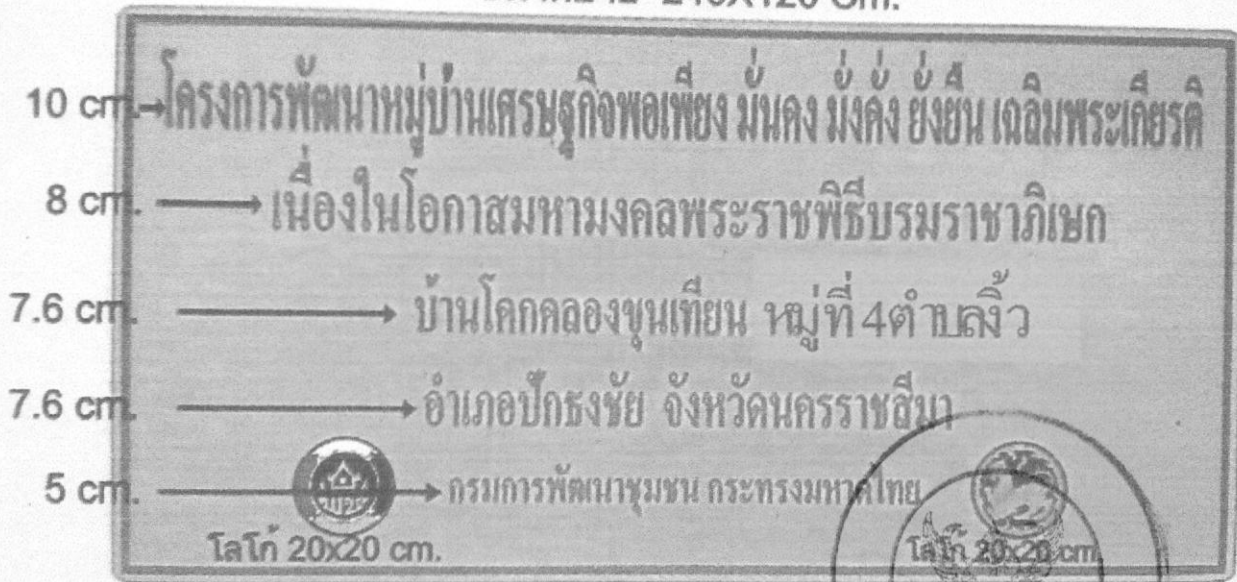 240x120 cm.
10 cm. โครงการพัฒนาหมู่บ้านเศรษฐกิจพอเพียง มั่นคง มั่งคั่ง ยั่งยืน เฉลิมพระเกียรติ
8 cm. เนื่องในโอกาสมหามงคลพระราชพิธีบรมราชาภิเษก
7.6 cm. บ้านโคกคลองขุนเทียน หมู่ที่ 4ตำบลงิ้ว
7.6 cm. อำเภอปักธงชัย จังหวัดนครราชสีมา
5 cm. กรมการพัฒนาชุมชน กระทรงมหาดไทย
โลโก้ 20x20 cm. โลโก้ 20x20 cm.